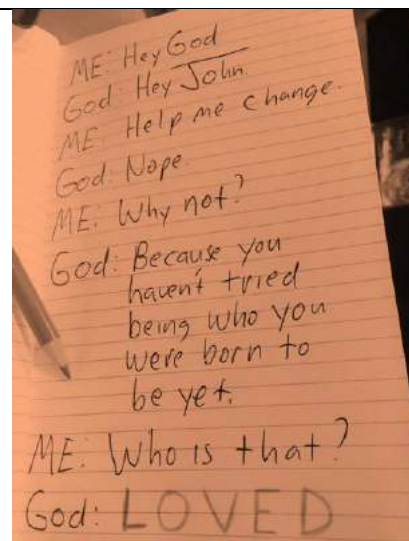 ME: Hey God
God: Hey John.
ME: Help me change.
God: Nope.
ME: Why not?
God: Because you
haven't tried
being who you
were born to
be yet.
ME: Who is that?
God: LOVED